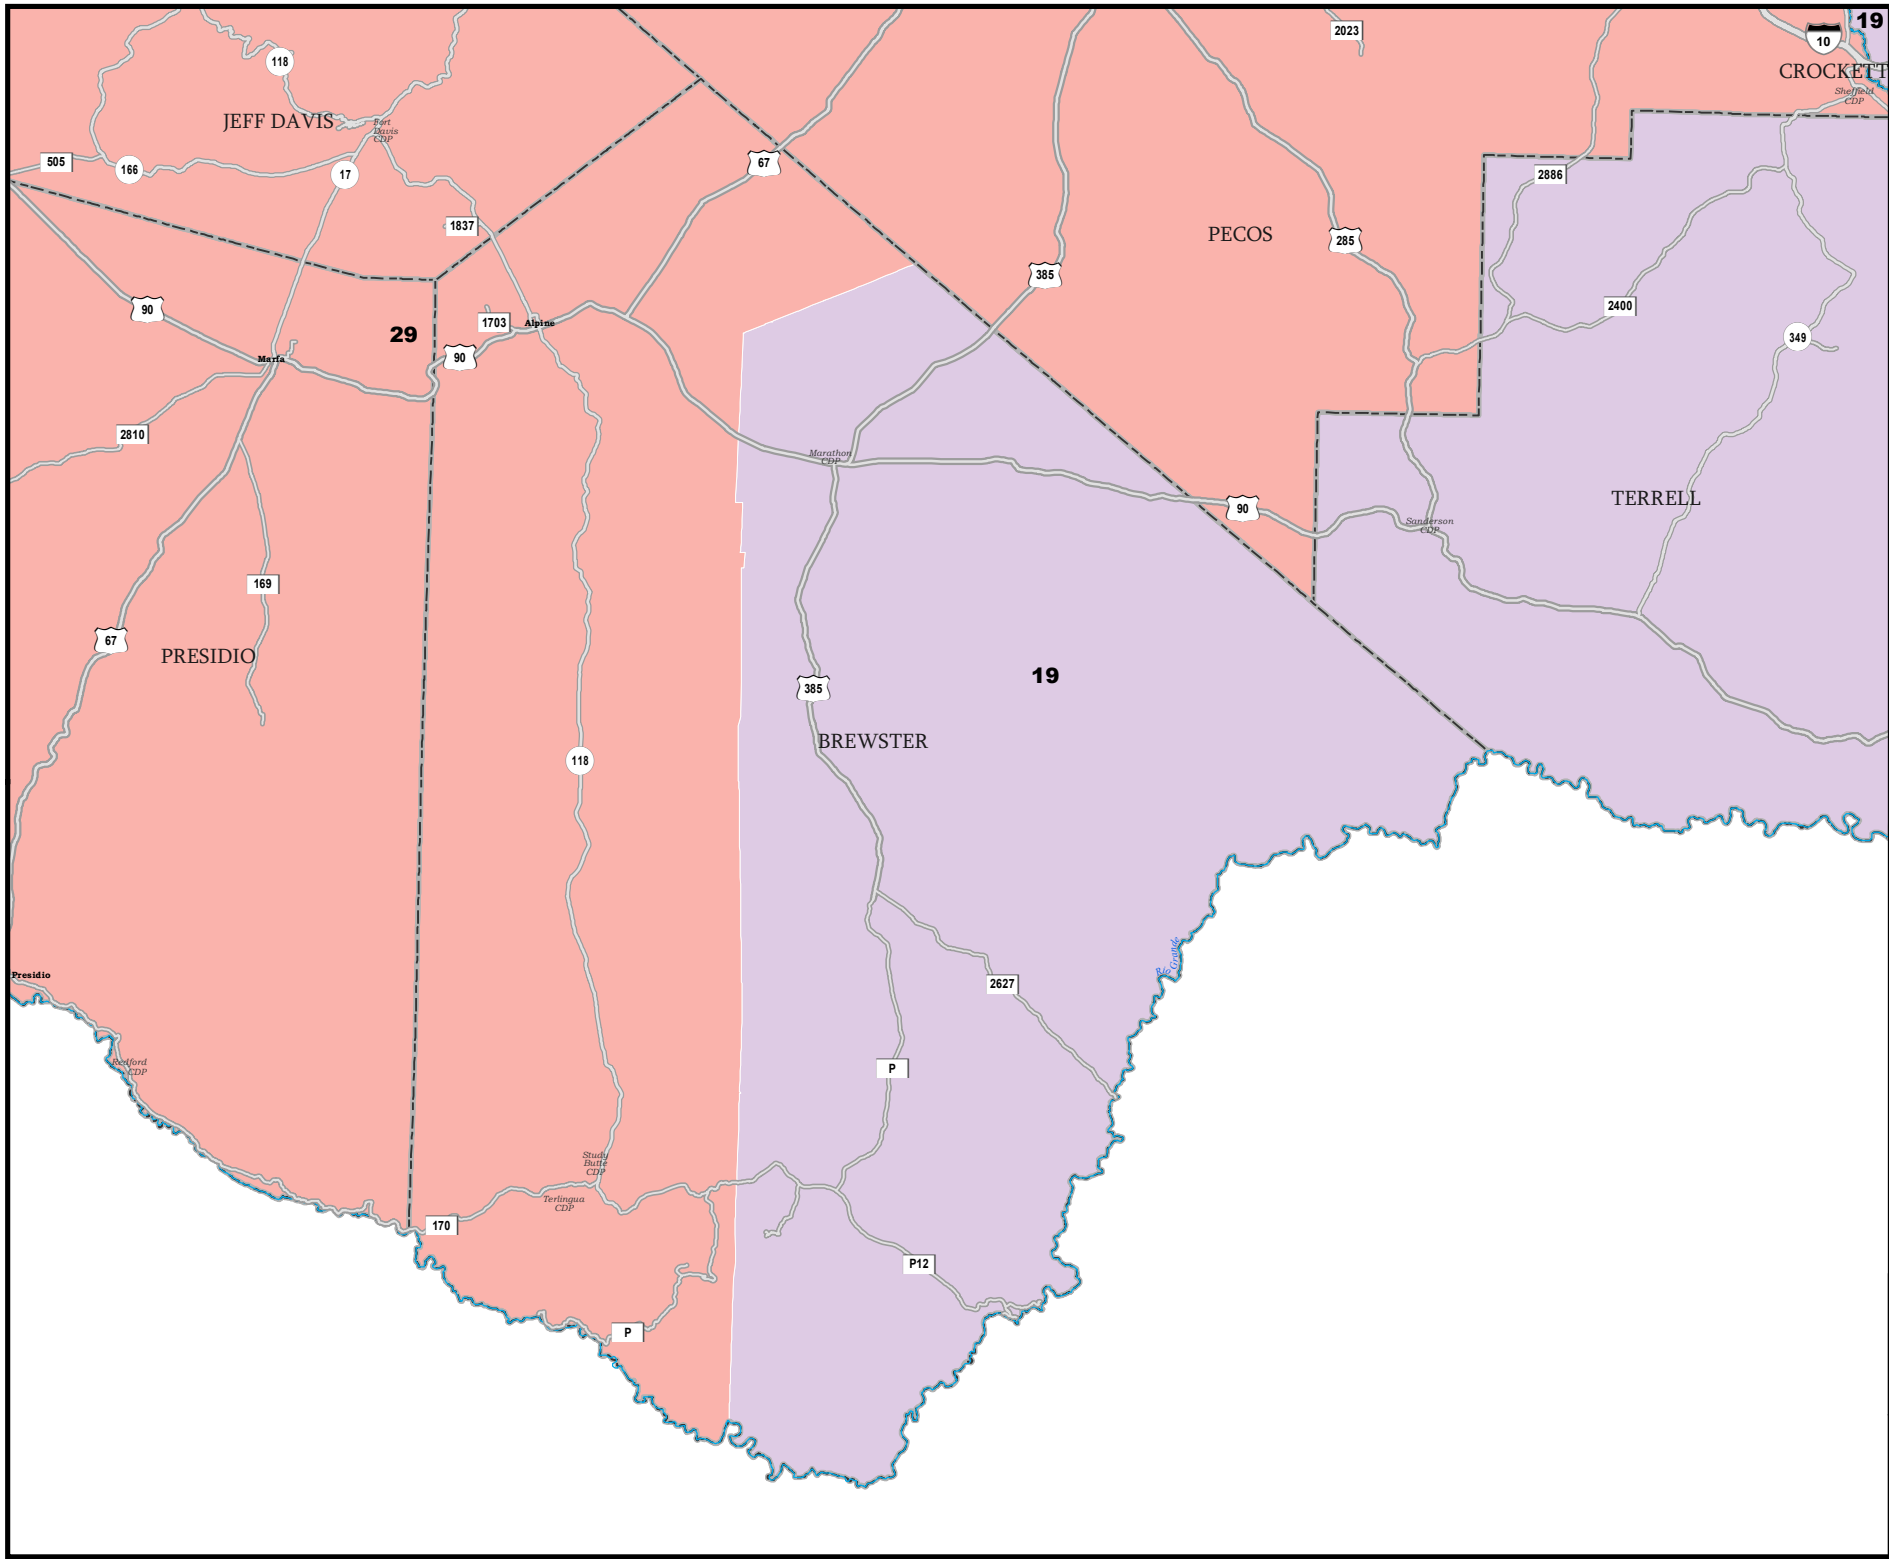 19
2023
10
118
CROCKETT
Sheffield
CDP
JEFF DAVIS
Fort
Davis
CDP
505
166
17
67
2886
1837
PECOS
285
385
90
2400
1703
Alpine
29
349
90
Marfa
2810
Marathon
CDP
TERRELL
90
Sanderson
CDP
169
67
PRESIDIO
19
385
BREWSTER
118
Rio
Grande
Presidio
2627
Redford
CDP
P
Study
Butte
CDP
Terlingua
CDP
170
P12
P